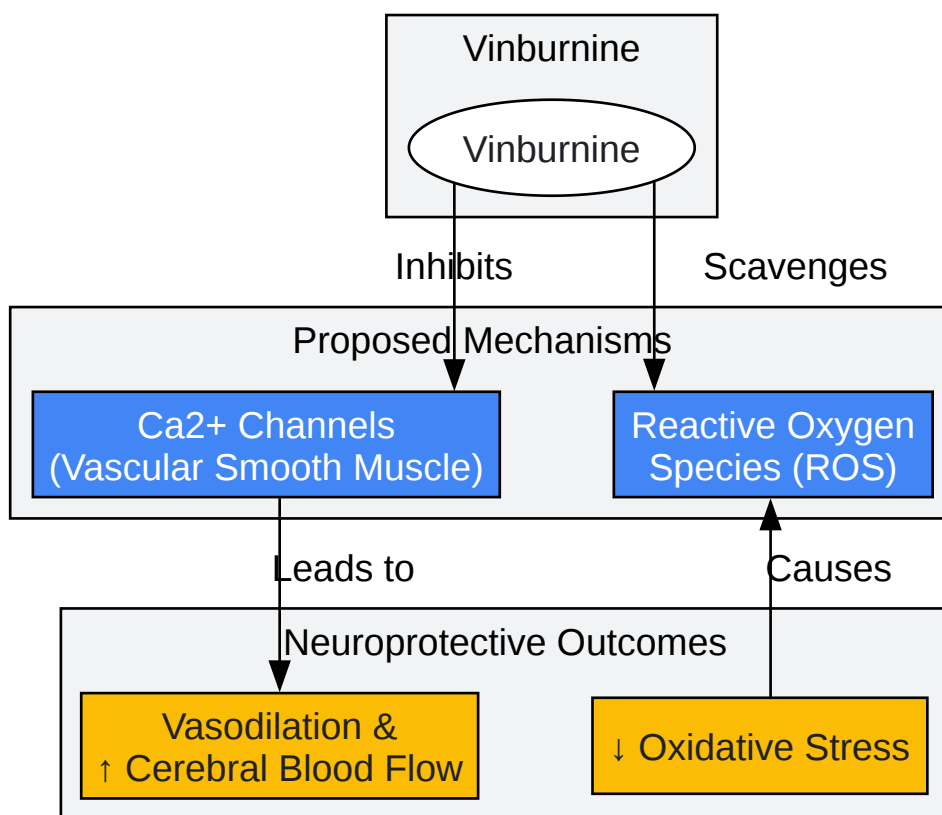 Vinburnine
Vinburnine
Inhibits
Scavenges
Proposed Mechanisms
Ca2+ Channels
(Vascular Smooth Muscle)
Reactive Oxygen
Species (ROS)
Leads to
Causes
Neuroprotective Outcomes
Vasodilation &
↑ Cerebral Blood Flow
↓ Oxidative Stress